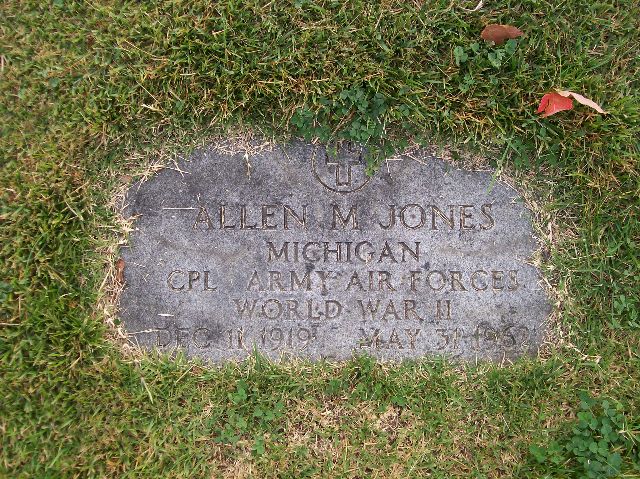 ALLEN M JONES
MICHIGAN
CPL ARMY AIR FORCES
WORLD WAR II
DEC 11 1919 MAY 31 1962